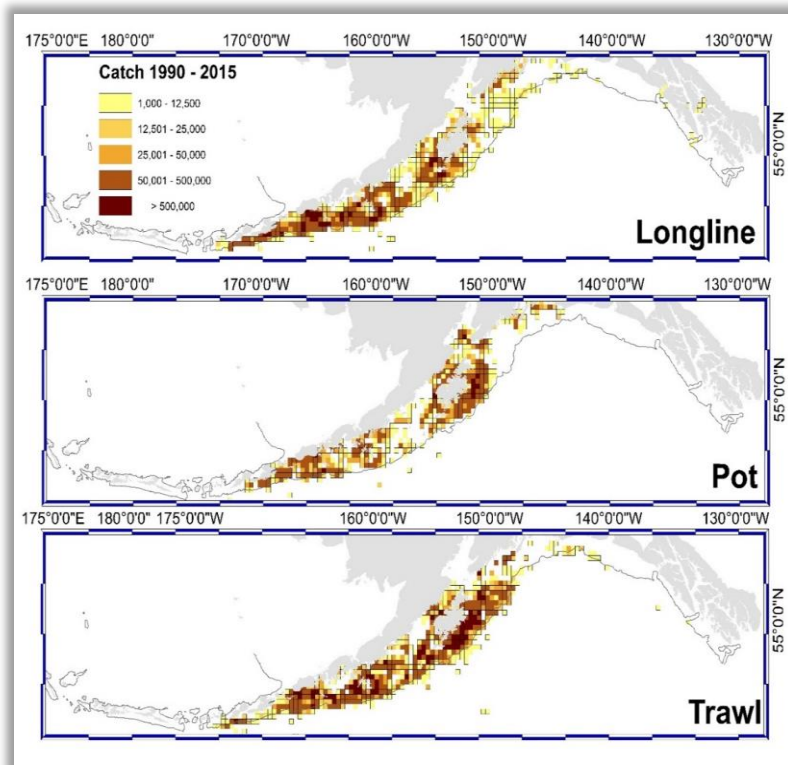 175°0'0"E 180°0'0" 170°0'0"W 160°0'0"W 150°0'0"W 140°0'0"W 130°0'0"W
Catch 1990 - 2015
1,000 - 12,500
12,501 - 25,000
25,001 - 50,000
50,001 - 500,000
> 500,000
55°0'0"N
Longline
175°0'0"E 180°0'0" 170°0'0"W 160°0'0"W 150°0'0"W 140°0'0"W 130°0'0"W
55°0'0"N
Pot
175°0'0"E 180°0'0" 175°0'0"W 160°0'0"W 150°0'0"W 140°0'0"W 130°0'0"W
55°0'0"N
Trawl